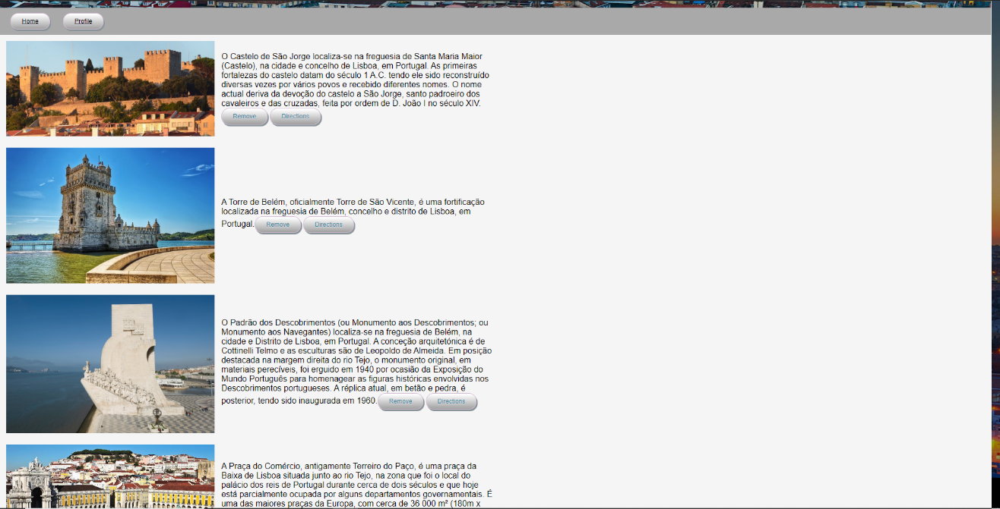 Home Profile
O Castelo de São Jorge localiza-se na freguesia de Santa Maria Maior
(Castelo), na cidade e concelho de Lisboa, em Portugal. As primeiras
fortalezas do castelo datam do século 1 A.C. tendo ele sido reconstruído
diversas vezes por vários povos e recebido diferentes nomes. O nome
actual deriva da devoção do castelo a São Jorge, santo padroeiro dos
cavaleiros e das cruzadas, feita por ordem de D. João I no século XIV.
Remove Directions
A Torre de Belém, oficialmente Torre de São Vicente, é uma fortificação
localizada na freguesia de Belém, concelho e distrito de Lisboa, em
Portugal. Remove Directions
O Padrão dos Descobrimentos (ou Monumento aos Descobrimentos; ou
Monumento aos Navegantes) localiza-se na freguesia de Belém, na
cidade e Distrito de Lisboa, em Portugal. A conceção arquitetónica é de
Cottinelli Telmo e as esculturas são de Leopoldo de Almeida. Em posição
destacada na margem direita do rio Tejo, o monumento original, em
materiais perecíveis, foi erguido em 1940 por ocasião da Exposição do
Mundo Português para homenagear as figuras históricas envolvidas nos
Descobrimentos portugueses. A réplica atual, em betão e pedra, é
posterior, tendo sido inaugurada em 1960. Remove Directions
A Praça do Comércio, antigamente Terreiro do Paço, é uma praça da
Baixa de Lisboa situada junto ao rio Tejo, na zona que foi o local do
palácio dos reis de Portugal durante cerca de dois séculos e que hoje
está parcialmente ocupada por alguns departamentos governamentais. É
uma das maiores praças da Europa, com cerca de 36 000 m² (180m x